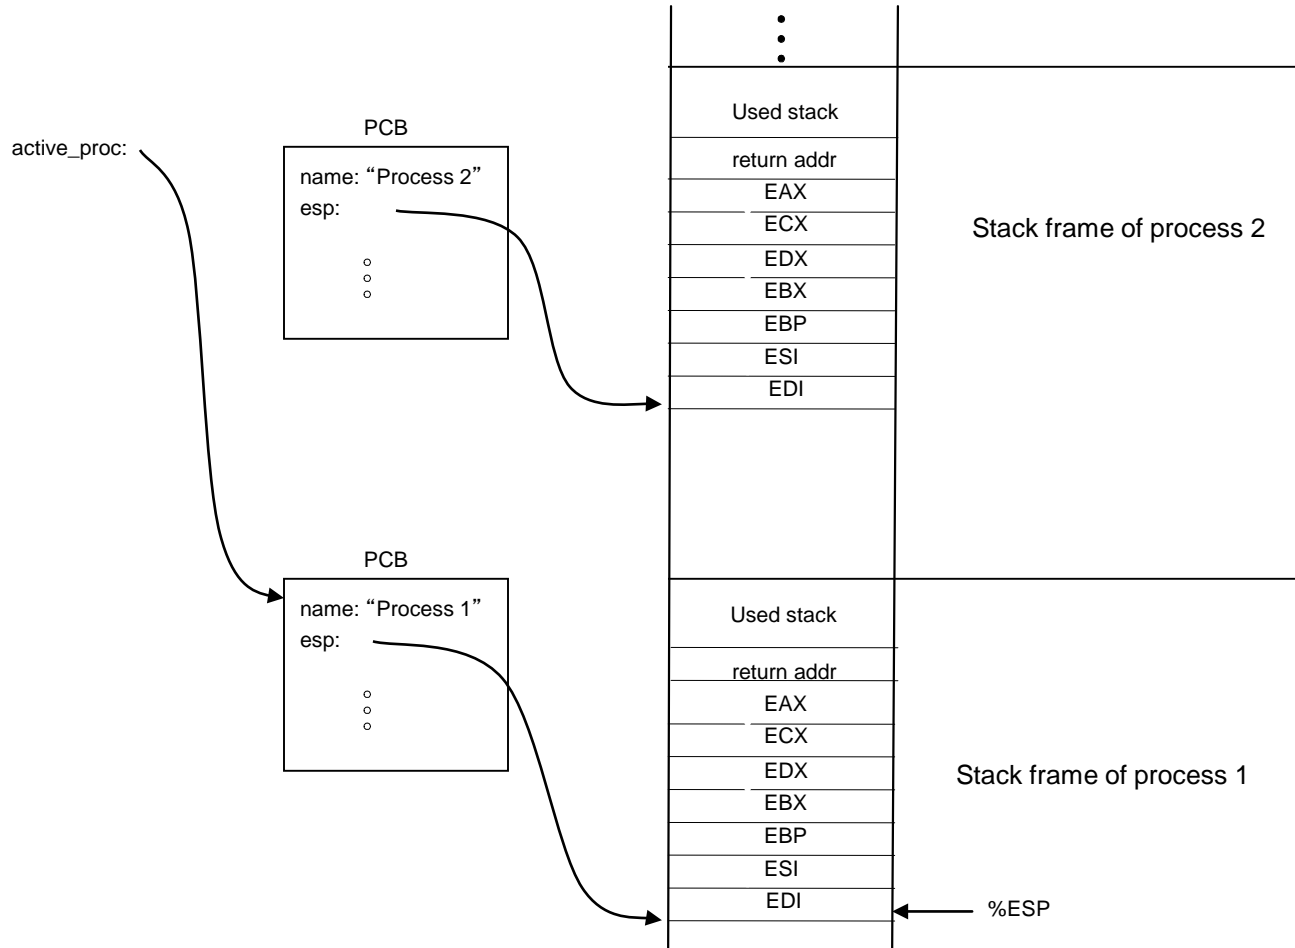 active_proc:
PCB
name: “Process 2”
esp:
Used stack
return addr
EAX
ECX
EDX
EBX
EBP
ESI
EDI
Stack frame of process 2
PCB
name: “Process 1”
esp:
Used stack
return addr
EAX
ECX
EDX
EBX
EBP
ESI
EDI
Stack frame of process 1
%ESP